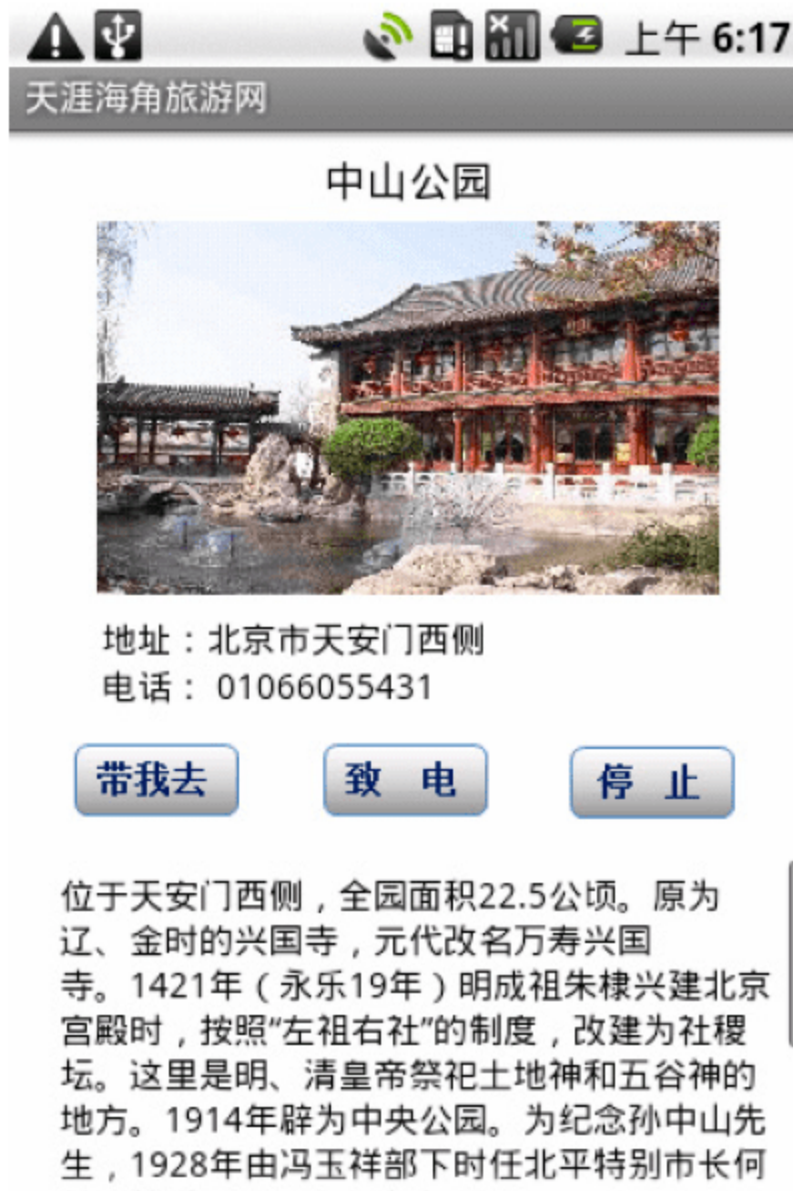 上午 6:17
天涯海角旅游网
中山公园
地址：北京市天安门西侧
电话： 01066055431
带我去 致 电 停 止
位于天安门西侧，全园面积22.5公顷。原为
辽、金时的兴国寺，元代改名万寿兴国
寺。1421年（永乐19年）明成祖朱棣兴建北京
宫殿时，按照“左祖右社”的制度，改建为社稷
坛。这里是明、清皇帝祭祀土地神和五谷神的
地方。1914年辟为中央公园。为纪念孙中山先
生，1928年由冯玉祥部下时任北平特别市长何